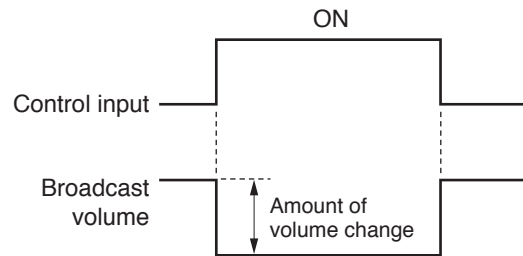 ON
Control input
Broadcast
volume
Amount of
volume change